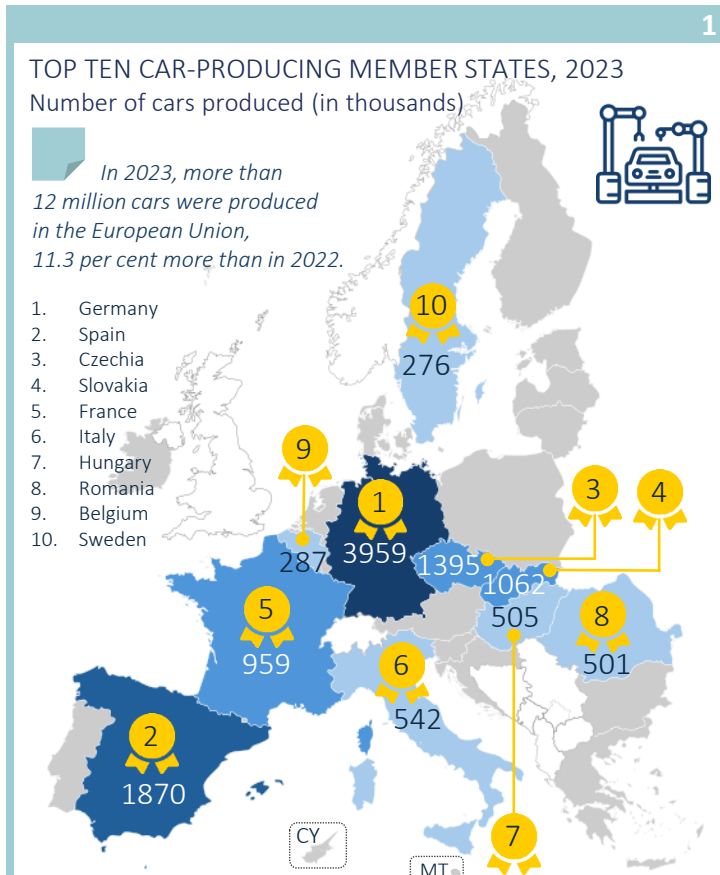 1
TOP TEN CAR-PRODUCING MEMBER STATES, 2023
Number of cars produced (in thousands)
In 2023, more than
12 million cars were produced
in the European Union,
11.3 per cent more than in 2022.
1. Germany
2. Spain
3. Czechia
4. Slovakia
5. France
6. Italy
7. Hungary
8. Romania
9. Belgium
10. Sweden
10
276
9
287
1
3959
3
4
1395
1062
505
5
959
8
501
6
542
2
1870
7
CY
MT